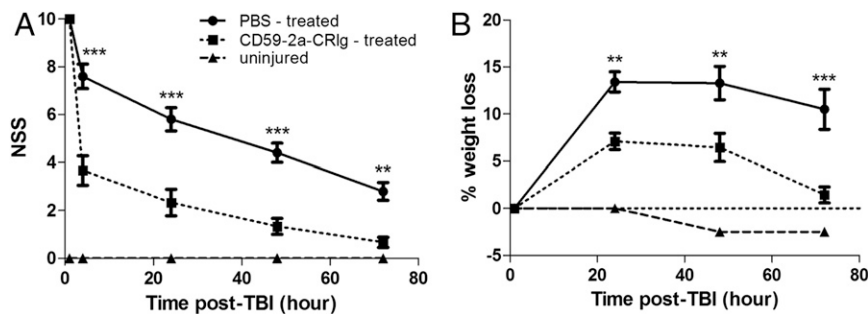 A
PBS - treated
CD59-2a-CRIg - treated
uninjured
***
***
***
**
NSS
10
8
6
4
2
0
0 20 40 60 80
Time post-TBI (hour)
B
**
**
***
% weight loss
20
15
10
5
0
-5
0 20 40 60 80
Time post-TBI (hour)